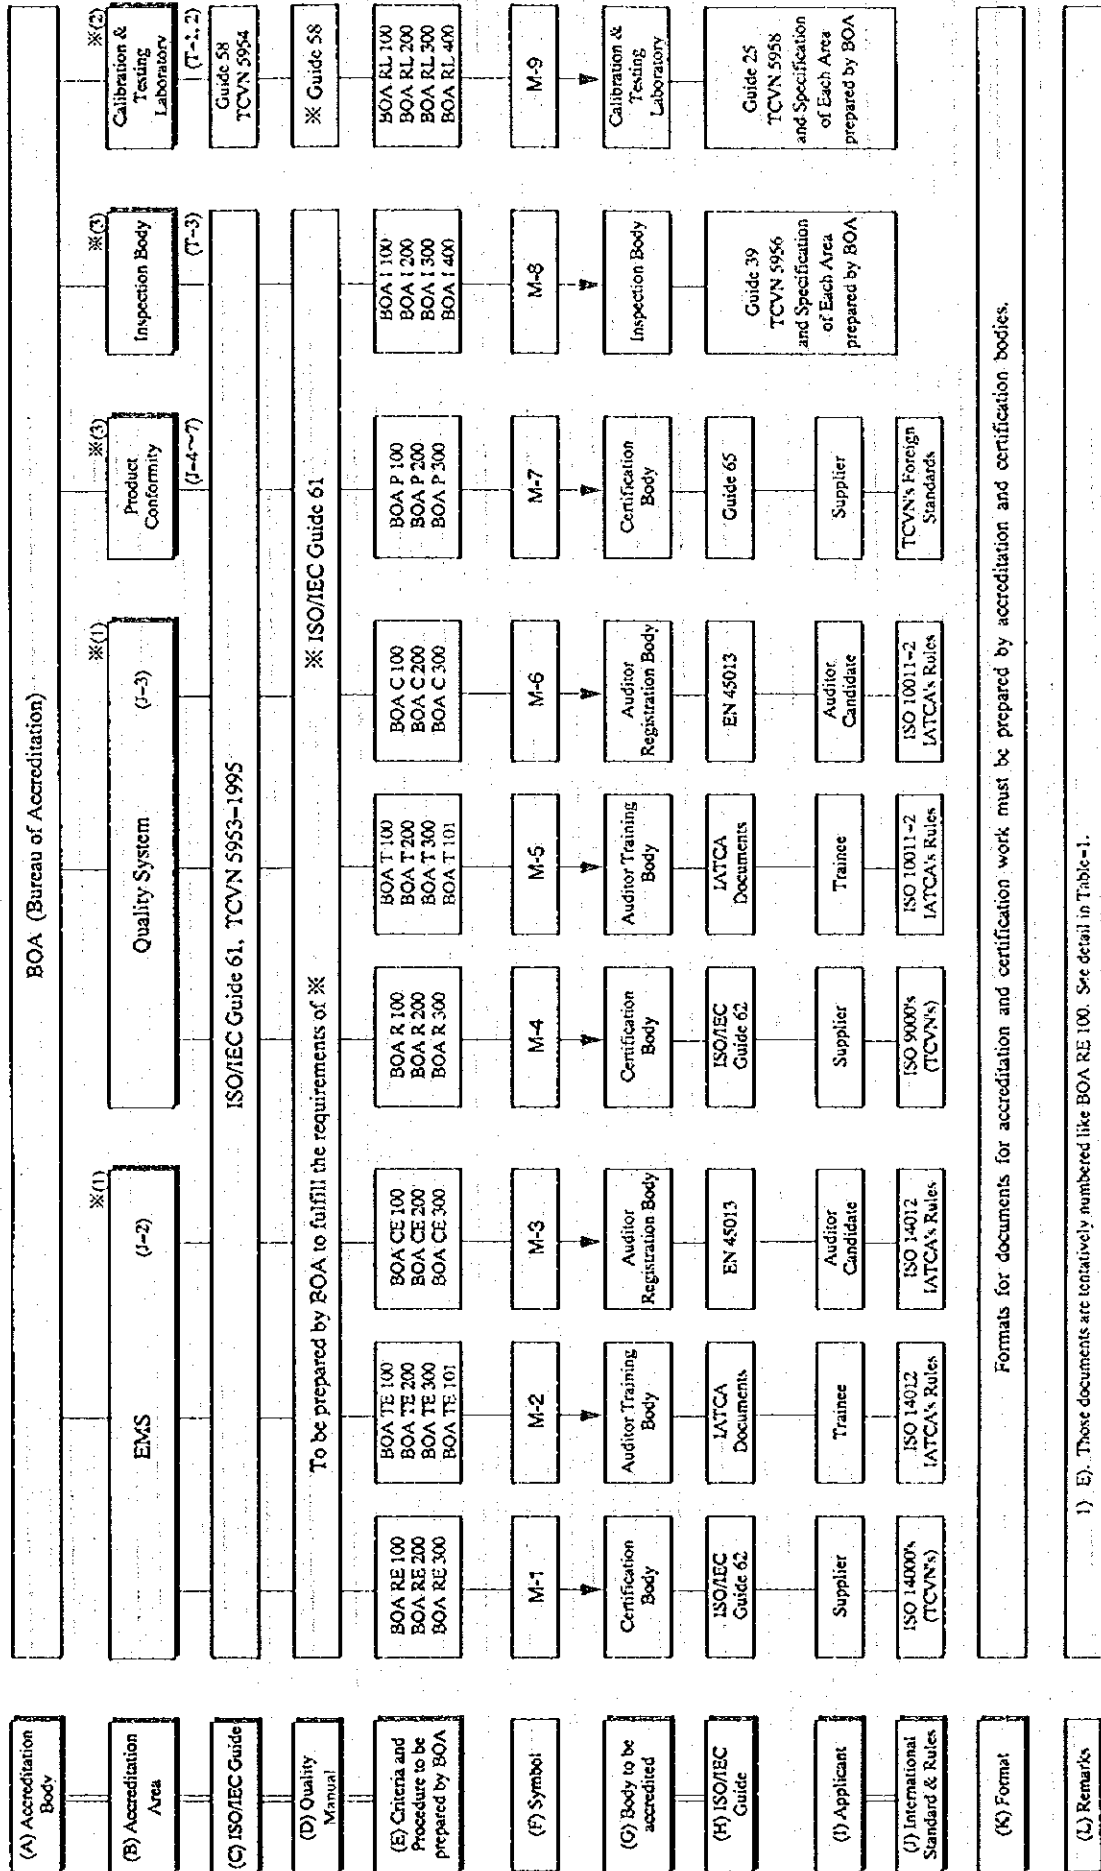 (A) Accreditation
Body
BOA (Bureau of Accreditation)
(B) Accreditation
Area
※(1)
EMS
(J-2)
※(1)
Quality System
(J-3)
※(3)
Product
Conformity
(J-4~7)
※(3)
Inspection Body
(T-3)
※(2)
Calibration &
Testing
Laboratory
(T-1, 2)
(C) ISO/IEC Guide
ISO/IEC Guide 61, TCVN 5953-1995
Guide 58
TCVN 5954
(D) Quality
Manual
To be prepared by BOA to fulfill the requirements of ※
※ ISO/IEC Guide 61
※ Guide 58
(E) Criteria and
Procedure to be
prepared by BOA
BOA RE 100
BOA RE 200
BOA RE 300
BOA TE 100
BOA TE 200
BOA TE 300
BOA TE 101
BOA CE 100
BOA CE 200
BOA CE 300
BOA R 100
BOA R 200
BOA R 300
BOA T 100
BOA T 200
BOA T 300
BOA T 101
BOA C 100
BOA C 200
BOA C 300
BOA P 100
BOA P 200
BOA P 300
BOA I 100
BOA I 200
BOA I 300
BOA I 400
BOA RL 100
BOA RL 200
BOA RL 300
BOA RL 400
(F) Symbol
M-1
M-2
M-3
M-4
M-5
M-6
M-7
M-8
M-9
(G) Body to be
accredited
Certification
Body
Auditor Training
Body
Auditor
Registration Body
Certification
Body
Auditor Training
Body
Auditor
Registration Body
Certification
Body
Inspection Body
Calibration &
Testing
Laboratory
(H) ISO/IEC
Guide
ISO/IEC
Guide 62
IATCA
Documents
EN 45013
ISO/IEC
Guide 62
IATCA
Documents
EN 45013
Guide 65
Guide 39
TCVN 5956
and Specification
of Each Area
prepared by BOA
Guide 25
TCVN 5958
and Specification
of Each Area
prepared by BOA
(I) Applicant
Supplier
Trainee
Auditor
Candidate
Supplier
Trainee
Auditor
Candidate
Supplier
(J) International
Standard & Rules
ISO 14000's
(TCVN's)
ISO 14012
IATCA's Rules
ISO 14012
IATCA's Rules
ISO 9000's
(TCVN's)
ISO 10011-2
IATCA's Rules
ISO 10011-2
IATCA's Rules
TCVN's Foreign
Standards
(K) Format
Formats for documents for accreditation and certification work must be prepared by accreditation and certification bodies.
(L) Remarks
1) E). Those documents are tentatively numbered like BOA RE 100. See detail in Table-1.